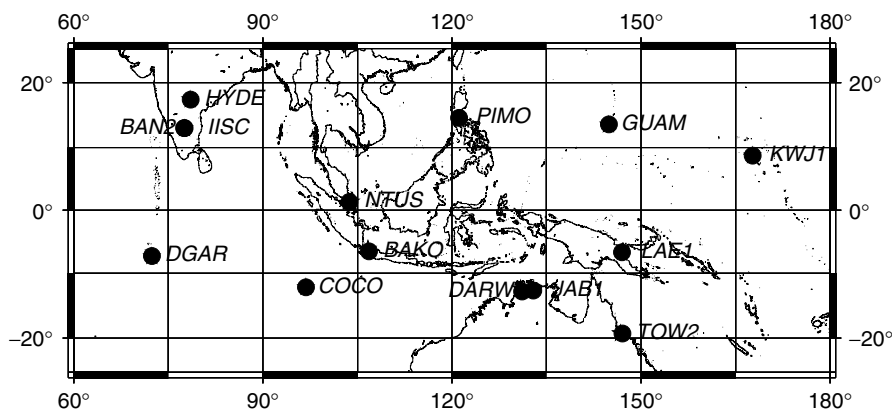 60° 90° 120° 150° 180°
20° 20°
HYDE
PIMO
BAN2 IISC
GUAM
KWJ1
NTUS
0° 0°
DGAR
BAKO
LAE1
COCO
DARW JAB1
−20° −20°
TOW2
60° 90° 120° 150° 180°